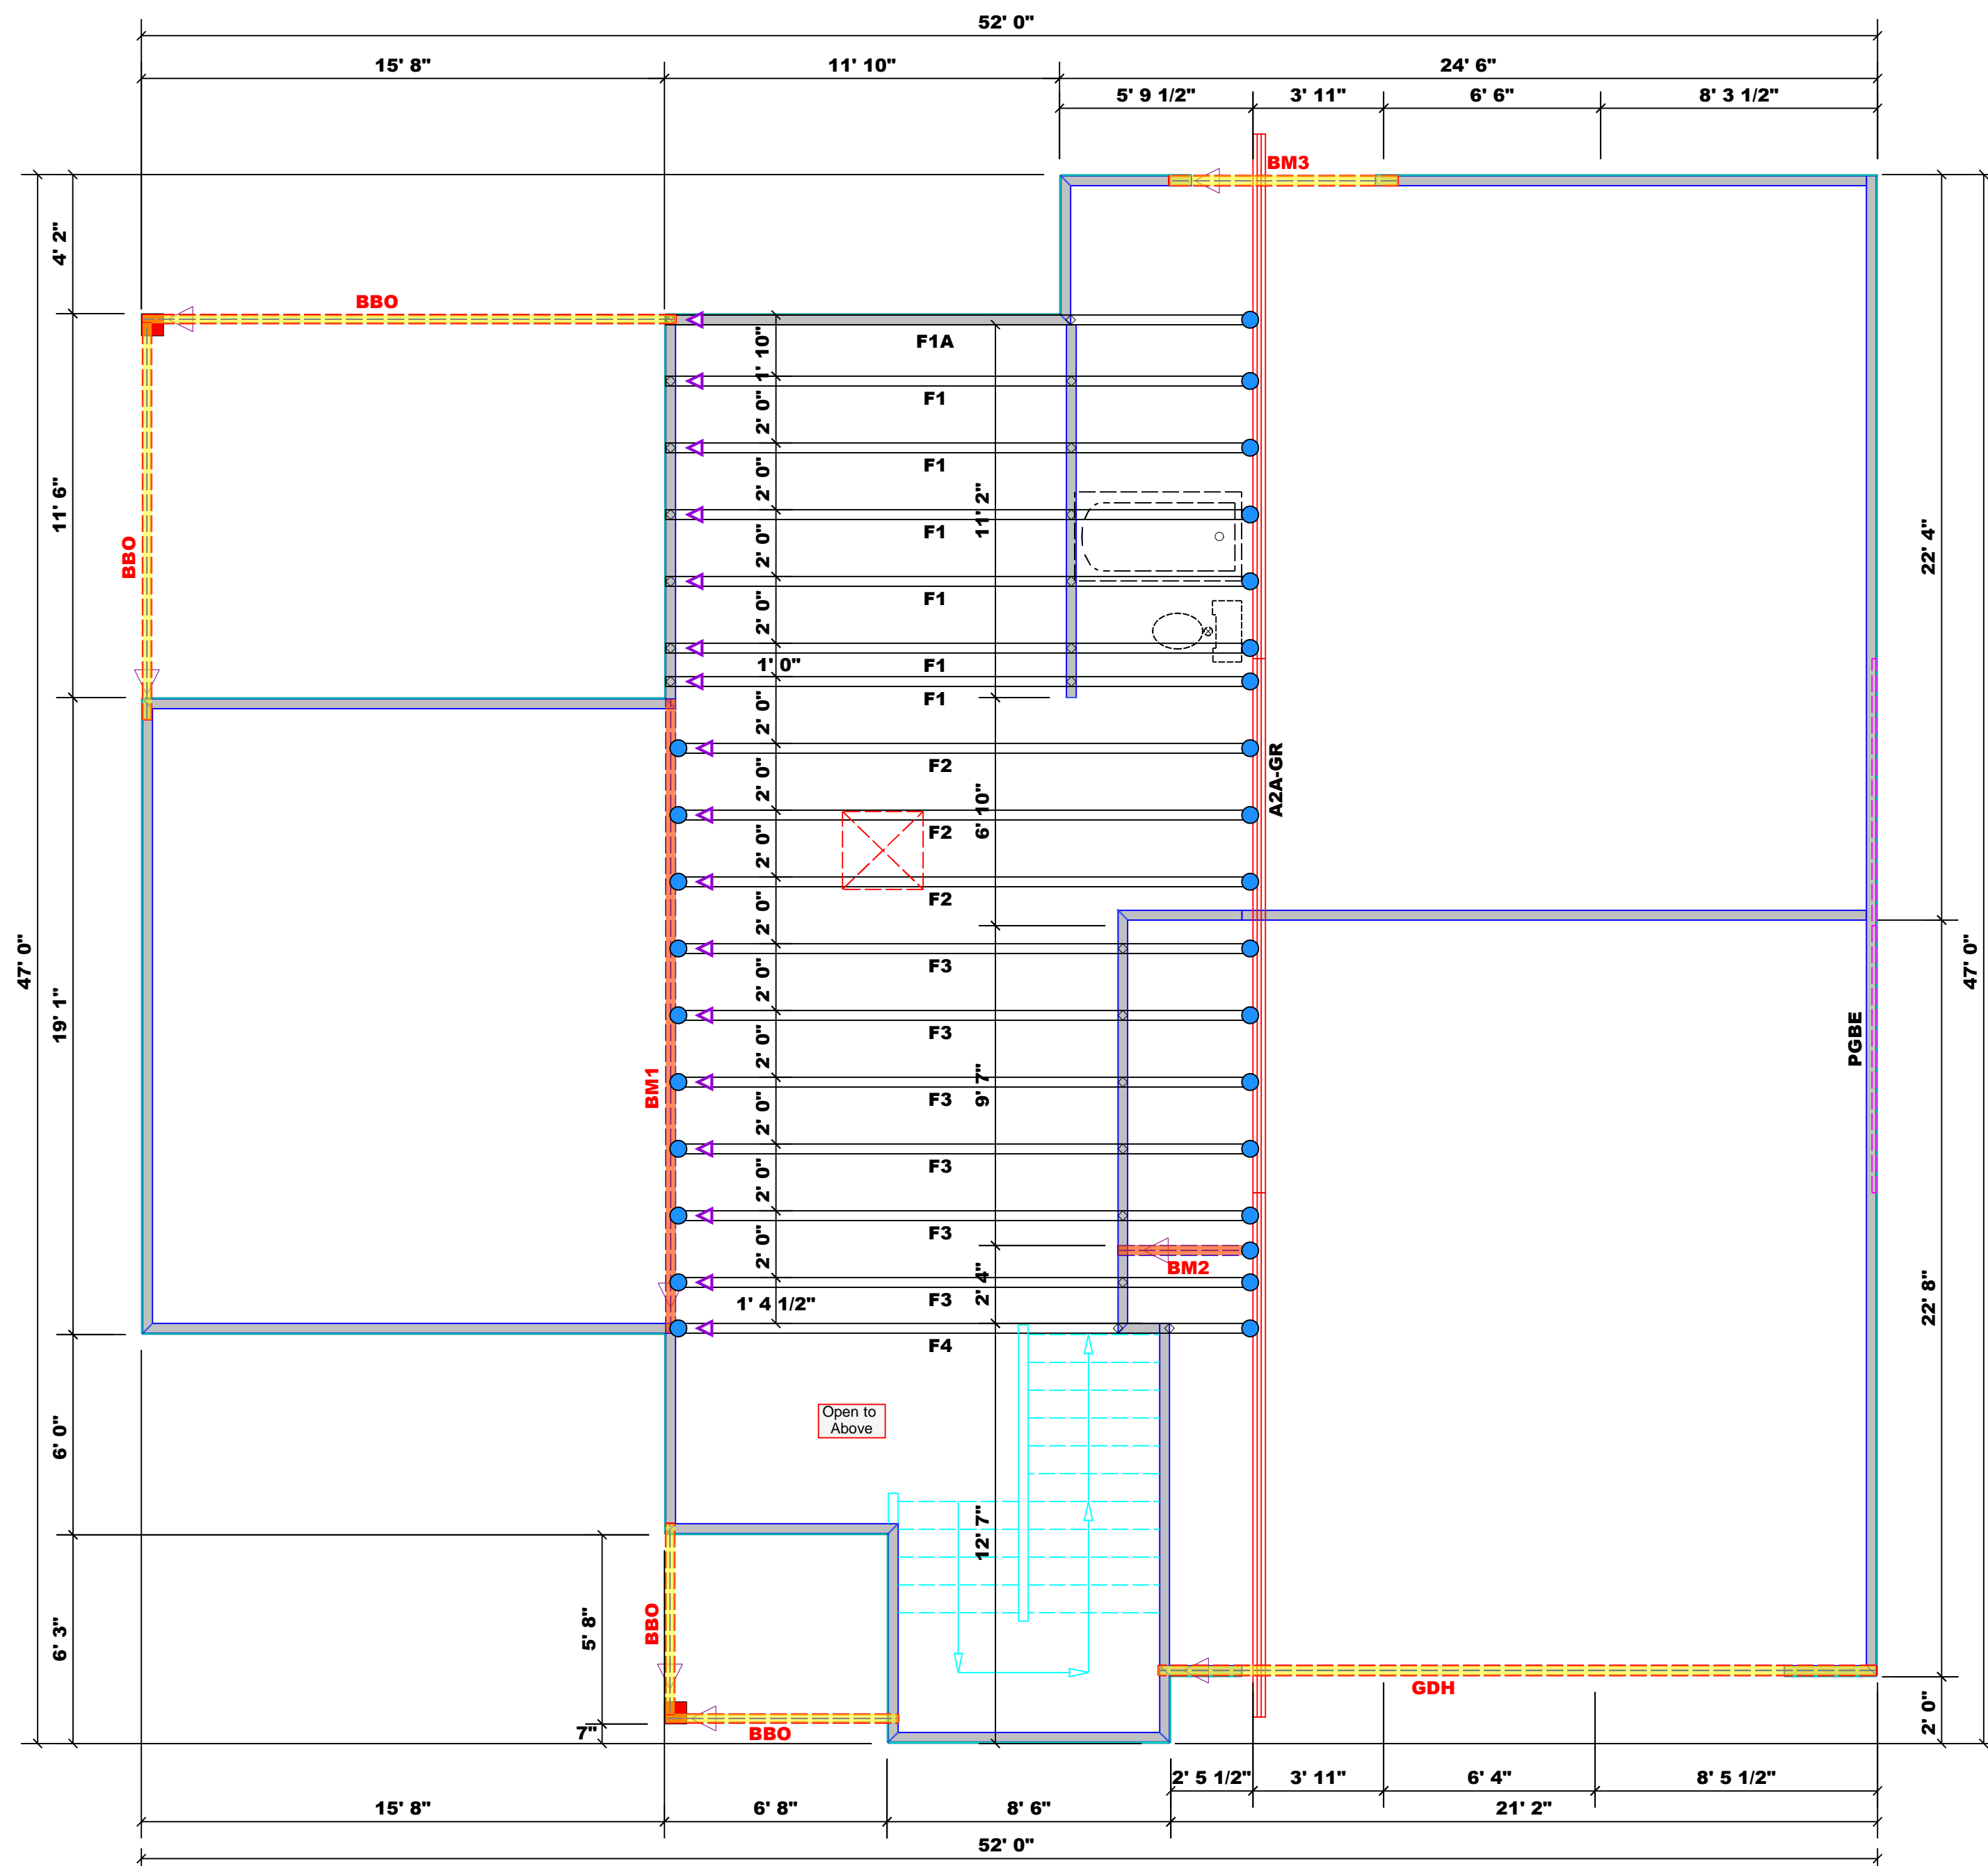 52' 0"
15' 8"
11' 10"
24' 6"
5' 9 1/2"
3' 11"
6' 6"
8' 3 1/2"
BM3
4' 2"
BBO
1' 10"
F1A
F1
2' 0"
F1
2' 0"
11' 6"
11' 2"
F1
2' 0"
22' 4"
BBO
F1
2' 0"
F1
1' 0"
F1
2' 0"
F2
2' 0"
A2A-GR
6' 10"
F2
2' 0"
F2
2' 0"
47' 0"
47' 0"
F3
2' 0"
19' 1"
F3
2' 0"
PGBE
BM1
9' 7"
F3
2' 0"
F3
2' 0"
F3
2' 0"
BM2
2' 4"
22' 8"
F3
1' 4 1/2"
F4
Open to
Above
6' 0"
12' 7"
6' 3"
5' 8"
BBO
GDH
7"
BBO
2' 0"
2' 5 1/2"
3' 11"
6' 4"
8' 5 1/2"
15' 8"
6' 8"
8' 6"
21' 2"
52' 0"